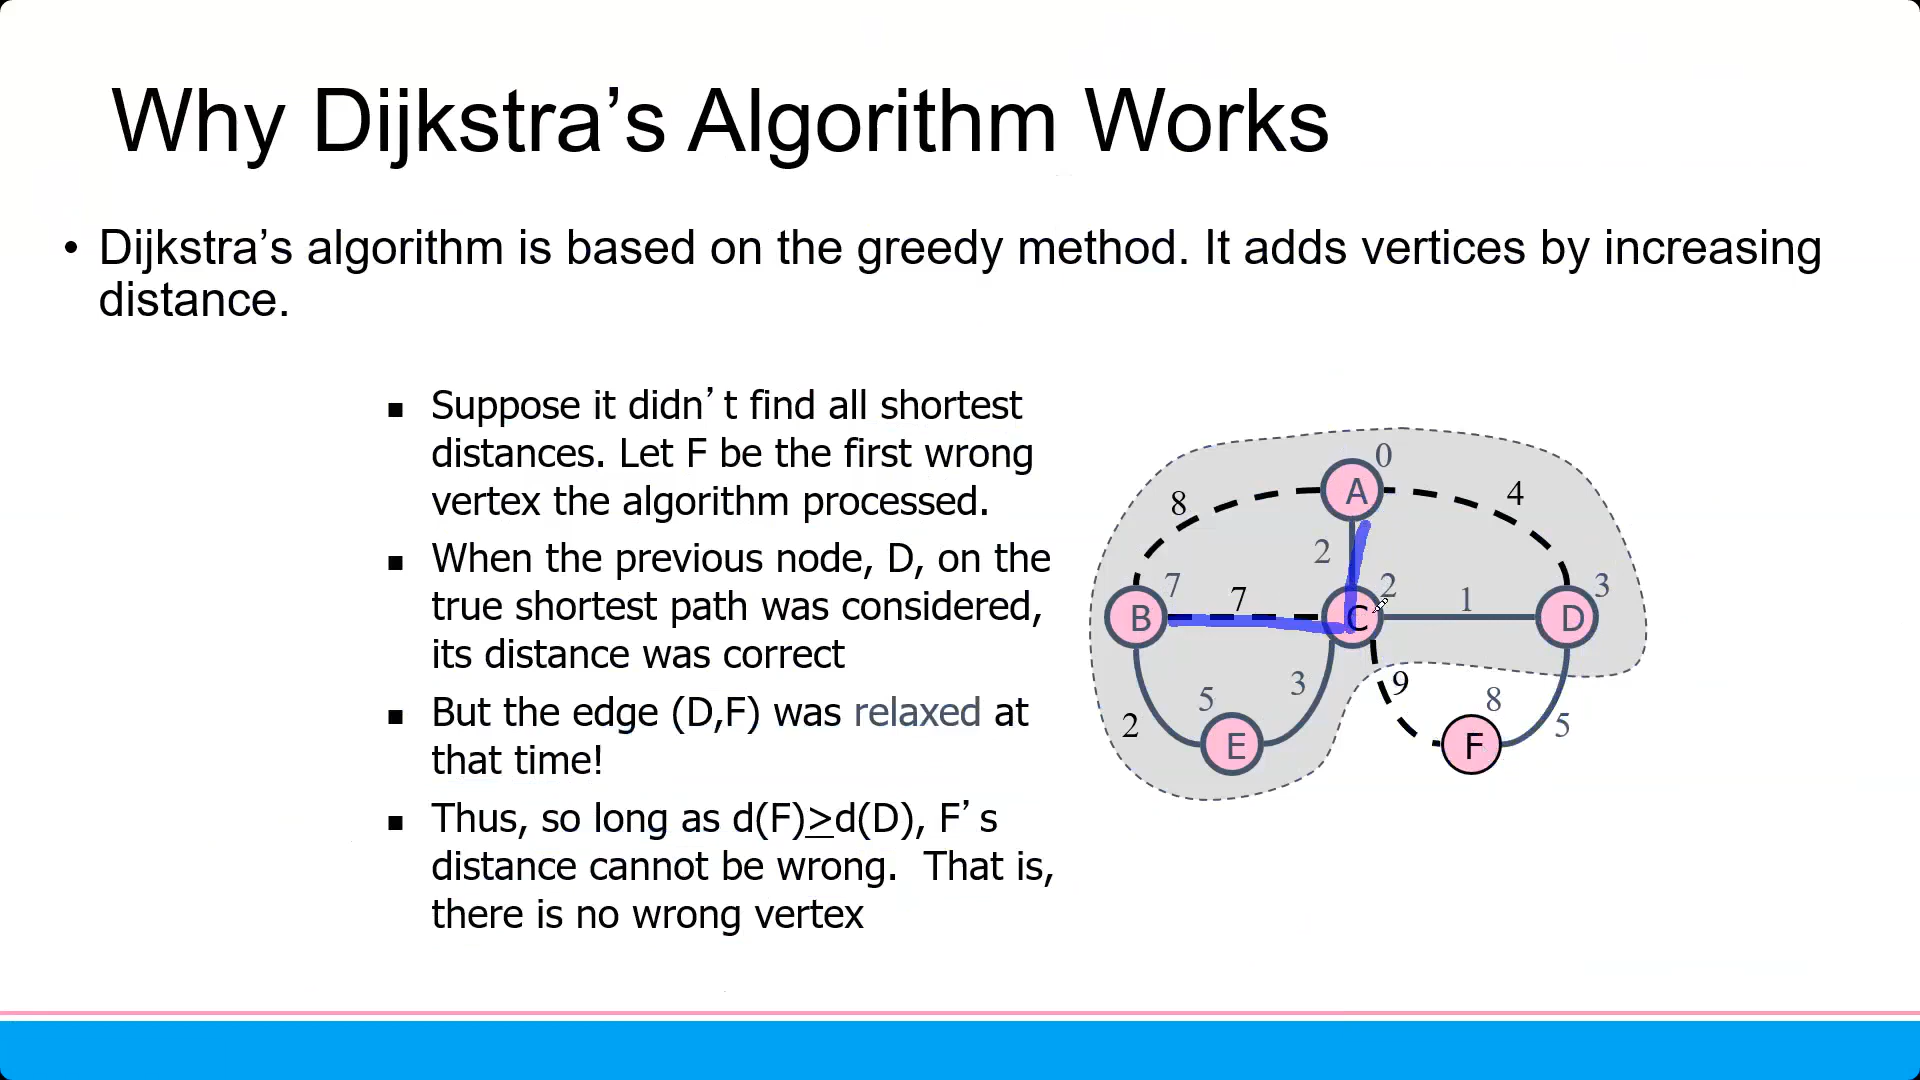 Why Dijkstra’s Algorithm Works
• Dijkstra’s algorithm is based on the greedy method. It adds vertices by increasing
distance.
■ Suppose it didn’t find all shortest
distances. Let F be the first wrong
vertex the algorithm processed.
■ When the previous node, D, on the
true shortest path was considered,
its distance was correct
■ But the edge (D,F) was relaxed at
that time!
■ Thus, so long as d(F)>d(D), F’s
distance cannot be wrong. That is,
there is no wrong vertex
0
8 A 4
2
7 7 2 1 3
B C D
5 3 9 8
2 5
E F